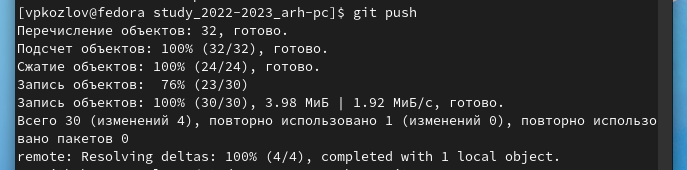 [vpkozlov@fedora study_2022-2023_arh-pc]$ git push
Перечисление объектов: 32, готово.
Подсчет объектов: 100% (32/32), готово.
Сжатие объектов: 100% (24/24), готово.
Запись объектов:  76% (23/30)
Запись объектов: 100% (30/30), 3.98 МиБ | 1.92 МиБ/с, готово.
Всего 30 (изменений 4), повторно использовано 1 (изменений 0), повторно использо
вано пакетов 0
remote: Resolving deltas: 100% (4/4), completed with 1 local object.